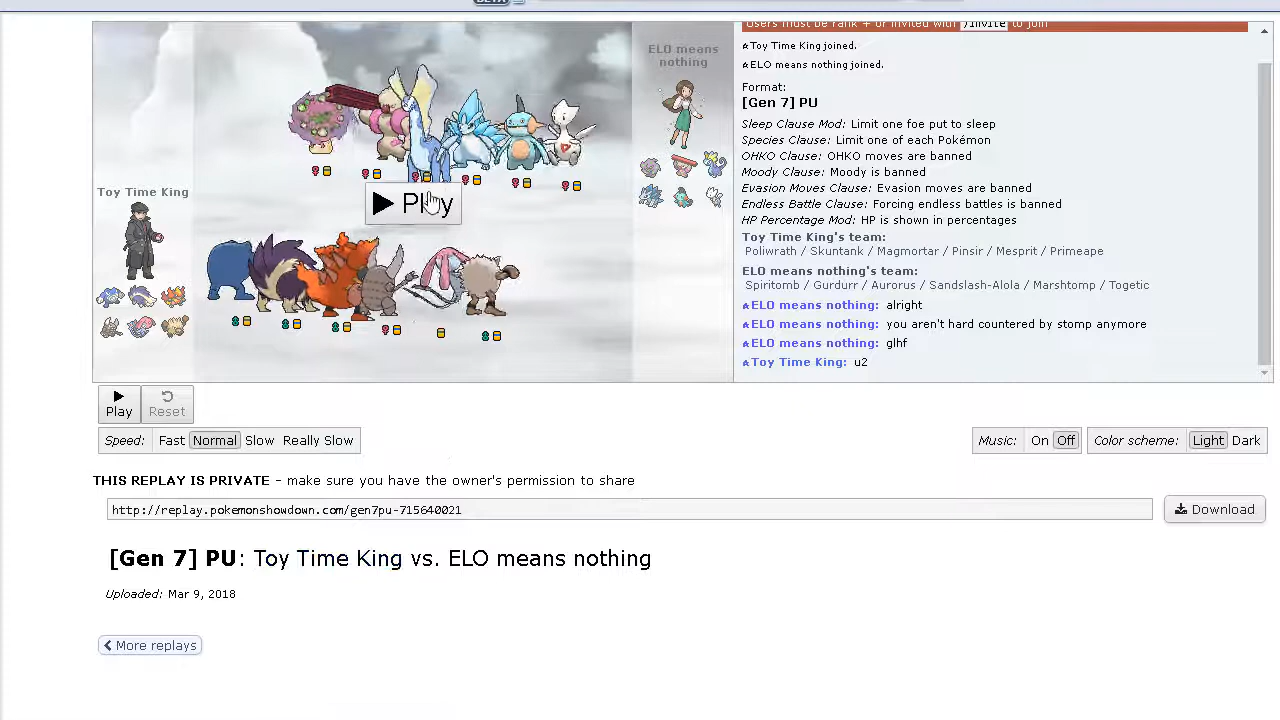 BETA
Users must be rank + or invited with /invite to join
Toy Time King joined.
ELO means nothing joined.
Format:
[Gen 7] PU
Sleep Clause Mod: Limit one foe put to sleep
Species Clause: Limit one of each Pokémon
OHKO Clause: OHKO moves are banned
Moody Clause: Moody is banned
Evasion Moves Clause: Evasion moves are banned
Endless Battle Clause: Forcing endless battles is banned
HP Percentage Mod: HP is shown in percentages
Toy Time King's team:
Poliwrath / Skuntank / Magmortar / Pinsir / Mesprit / Primeape
ELO means nothing's team:
Spiritomb / Gurdurr / Aurorus / Sandslash-Alola / Marshtomp / Togetic
ELO means nothing: alright
ELO means nothing: you aren't hard countered by stomp anymore
ELO means nothing: glhf
Toy Time King: u2
ELO means
nothing
Toy Time King
Play
Play
Reset
Speed: Fast Normal Slow Really Slow
Music: On Off
Color scheme: Light Dark
THIS REPLAY IS PRIVATE - make sure you have the owner's permission to share
http://replay.pokemonshowdown.com/gen7pu-715640021
Download
[Gen 7] PU: Toy Time King vs. ELO means nothing
Uploaded: Mar 9, 2018
More replays